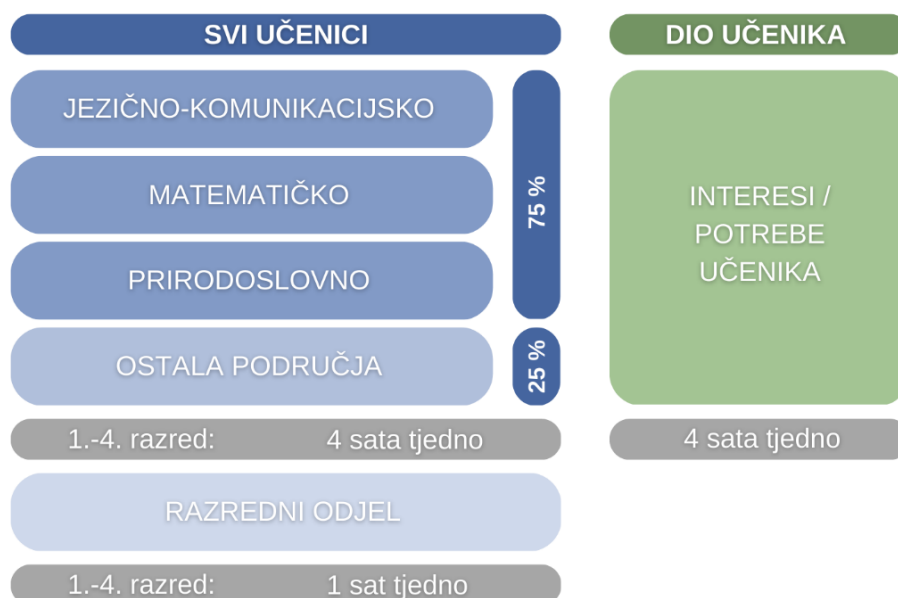 SVI UČENICI
JEZIČNO-KOMUNIKACIJSKO
MATEMATIČKO
PRIRODOSLOVNO
75 %
OSTALA PODRUČJA
25 %
1.-4. razred: 4 sata tjedno
RAZREDNI ODJEL
1.-4. razred: 1 sat tjedno
DIO UČENIKA
INTERESI /
POTREBE
UČENIKA
4 sata tjedno